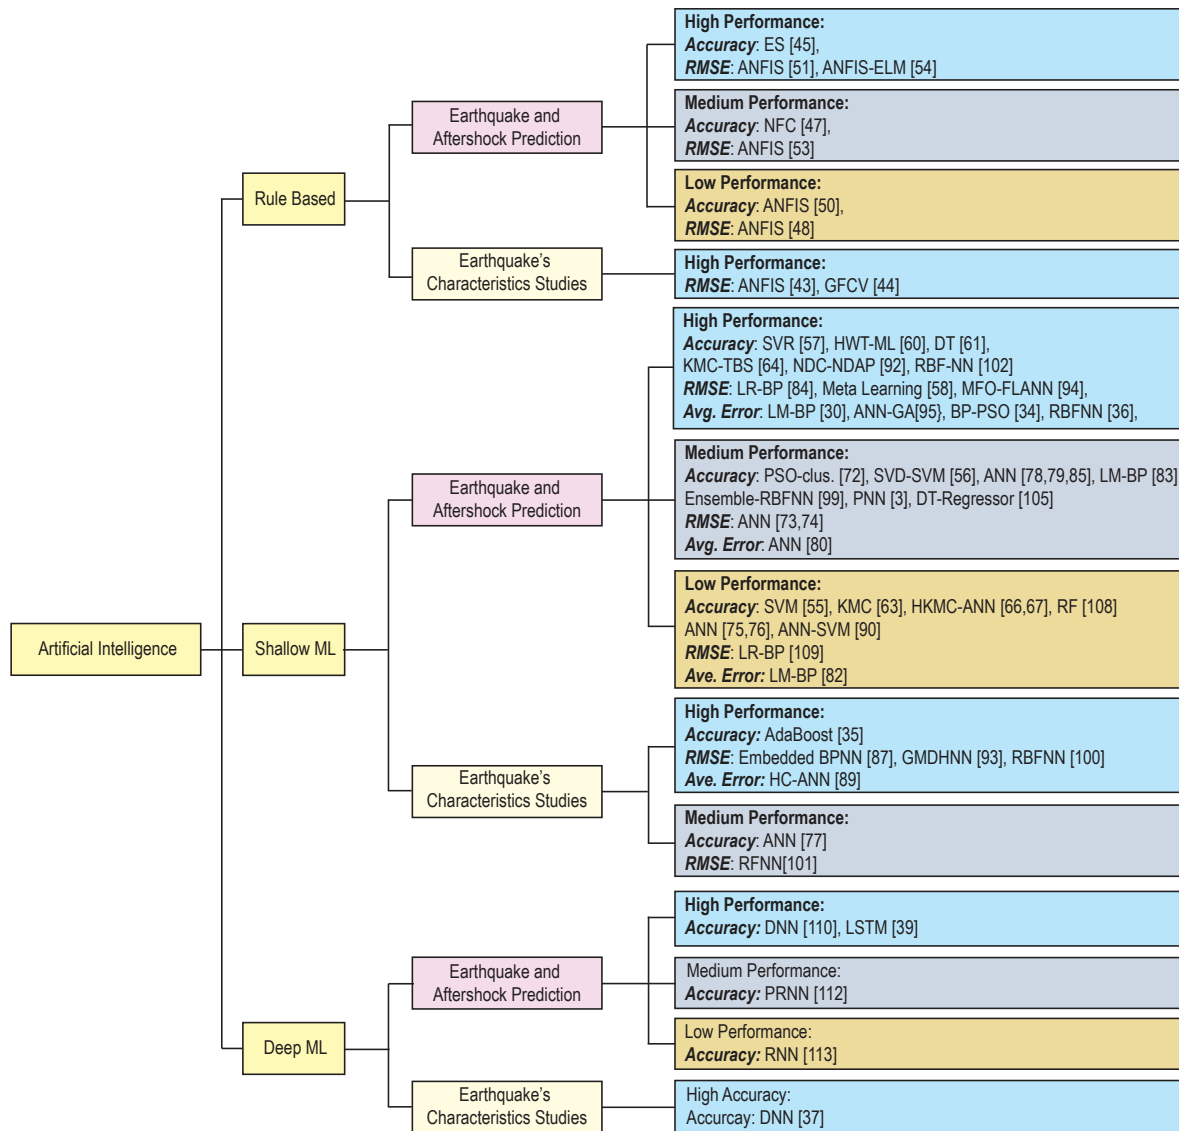 High Performance:
Accuracy: ES [45],
RMSE: ANFIS [51], ANFIS-ELM [54]
Earthquake and
Aftershock Prediction
Medium Performance:
Accuracy: NFC [47],
RMSE: ANFIS [53]
Rule Based
Low Performance:
Accuracy: ANFIS [50],
RMSE: ANFIS [48]
Earthquake's
Characteristics Studies
High Performance:
RMSE: ANFIS [43], GFCV [44]
High Performance:
Accuracy: SVR [57], HWT-ML [60], DT [61],
KMC-TBS [64], NDC-NDAP [92], RBF-NN [102]
RMSE: LR-BP [84], Meta Learning [58], MFO-FLANN [94],
Avg. Error: LM-BP [30], ANN-GA[95}, BP-PSO [34], RBFNN [36],
Earthquake and
Aftershock Prediction
Medium Performance:
Accuracy: PSO-clus. [72], SVD-SVM [56], ANN [78,79,85], LM-BP [83]
Ensemble-RBFNN [99], PNN [3], DT-Regressor [105]
RMSE: ANN [73,74]
Avg. Error: ANN [80]
Low Performance:
Accuracy: SVM [55], KMC [63], HKMC-ANN [66,67], RF [108]
ANN [75,76], ANN-SVM [90]
RMSE: LR-BP [109]
Ave. Error: LM-BP [82]
Artificial Intelligence
Shallow ML
High Performance:
Accuracy: AdaBoost [35]
RMSE: Embedded BPNN [87], GMDHNN [93], RBFNN [100]
Ave. Error: HC-ANN [89]
Earthquake's
Characteristics Studies
Medium Performance:
Accuracy: ANN [77]
RMSE: RFNN[101]
High Performance:
Accuracy: DNN [110], LSTM [39]
Earthquake and
Aftershock Prediction
Medium Performance:
Accuracy: PRNN [112]
Low Performance:
Accuracy: RNN [113]
Deep ML
Earthquake's
Characteristics Studies
High Accuracy:
Accurcay: DNN [37]